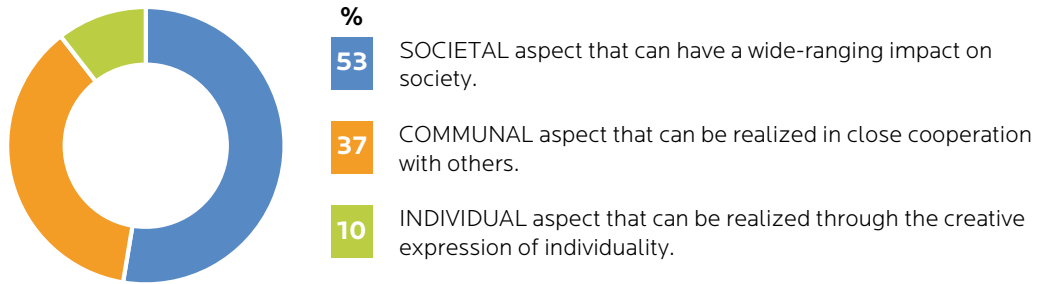 %
53
SOCIETAL aspect that can have a wide-ranging impact on
society.
37
COMMUNAL aspect that can be realized in close cooperation
with others.
10
INDIVIDUAL aspect that can be realized through the creative
expression of individuality.